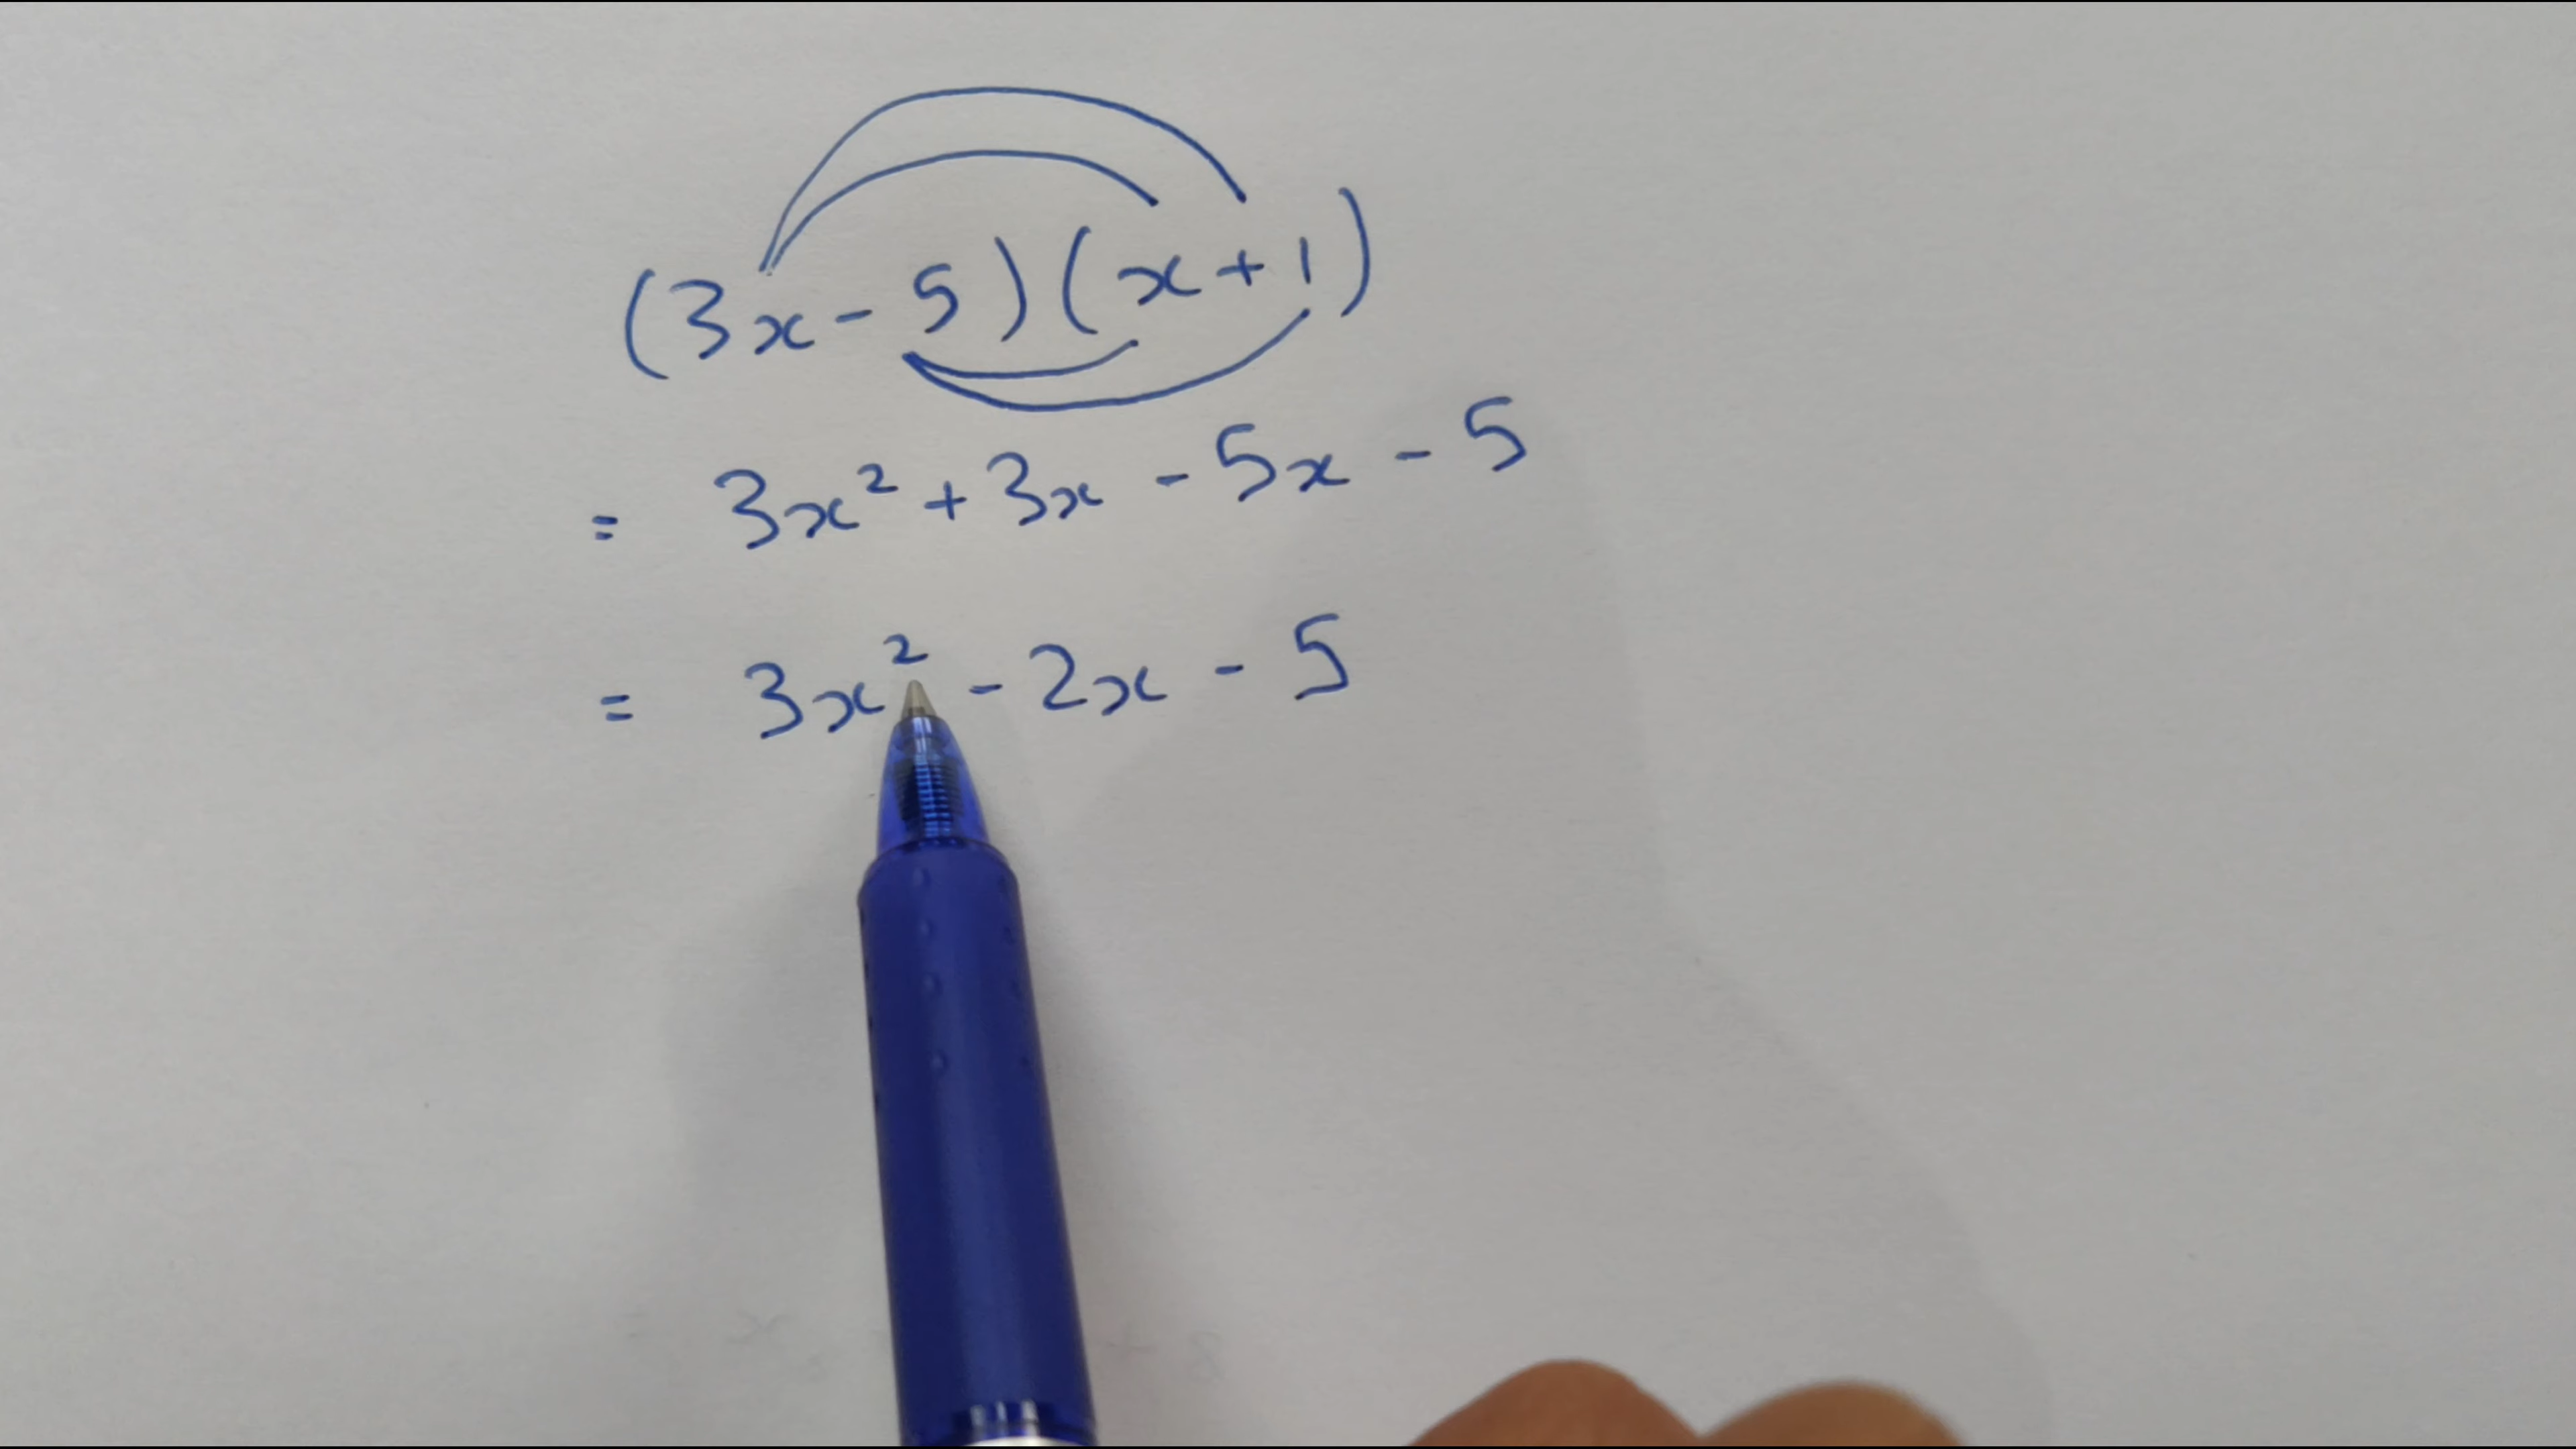 (3x - 5)(x + 1)
= 3x² + 3x - 5x - 5
= 3x² - 2x - 5